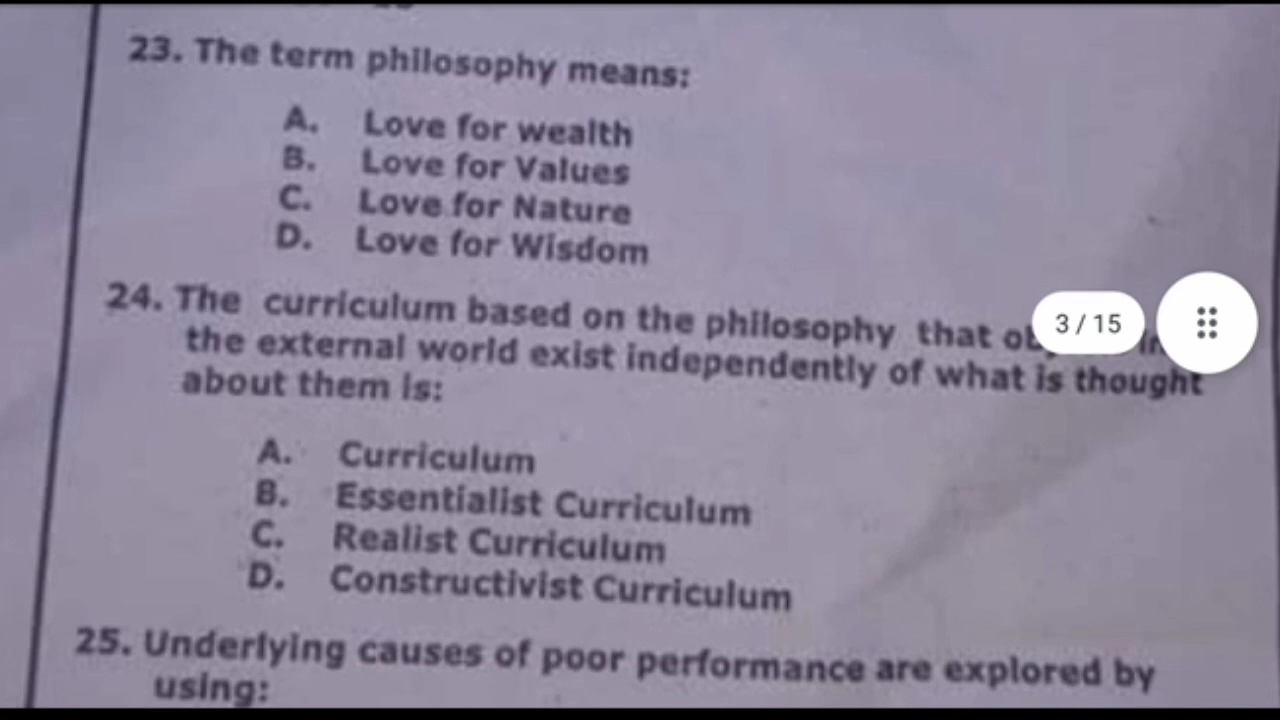 23. The term philosophy means:
A. Love for wealth
B. Love for Values
C. Love for Nature
D. Love for Wisdom
24. The curriculum based on the philosophy that
3 / 15
the external world exist independently of what is thought
about them is:
A. Curriculum
B. Essentialist Curriculum
C. Realist Curriculum
D. Constructivist Curriculum
25. Underlying causes of poor performance are explored by
using: